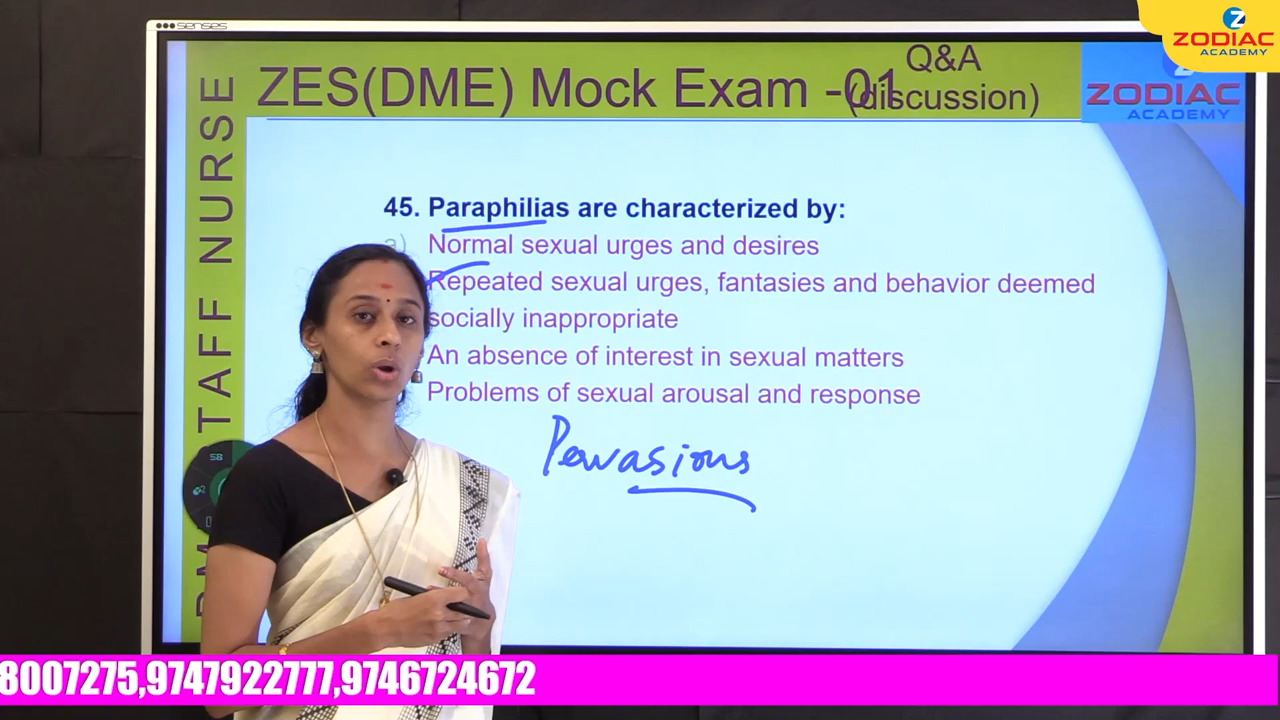 senses
ZODIAC
ACADEMY
ZES(DME) Mock Exam -01
Q&A
(discussion)
ZODIAC
ACADEMY
STAFF NURSE
45. Paraphilias are characterized by:
a) Normal sexual urges and desires
Repeated sexual urges, fantasies and behavior deemed
socially inappropriate
An absence of interest in sexual matters
Problems of sexual arousal and response
58
8007275,9747922777,9746724672